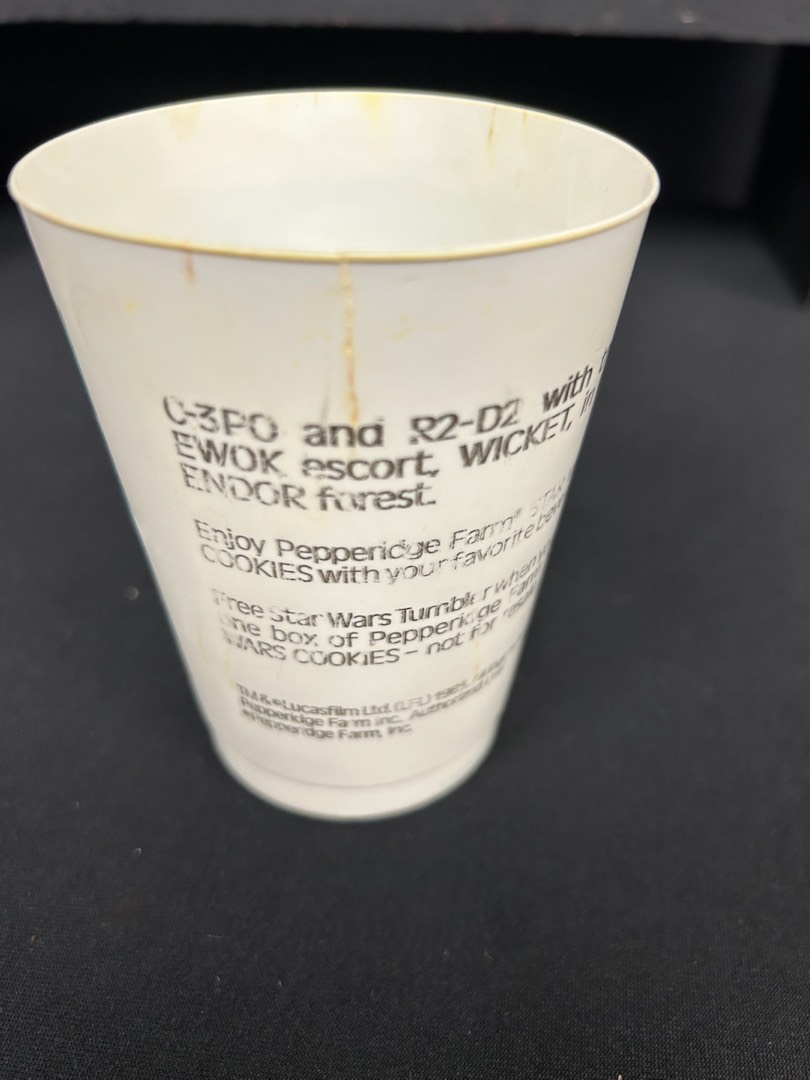 C-3PO and R2-D2 with
EWOK escort, WICKET, in
ENDOR forest.
Enjoy Pepperidge Farm® STAR
COOKIES with your favorite
Free Star Wars Tumbler when
one box of Pepperidge Farm
WARS COOKIES - not for
TM & © Lucasfilm Ltd. (LFL) 1983.
Pepperidge Farm Inc. Authorized
©Pepperidge Farm, Inc.